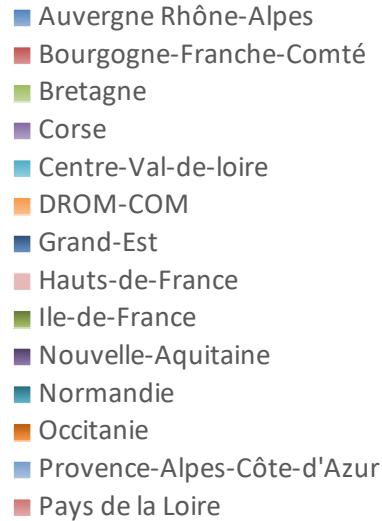 Auvergne Rhône-Alpes
Bourgogne-Franche-Comté
Bretagne
Corse
Centre-Val-de-loire
DROM-COM
Grand-Est
Hauts-de-France
Ile-de-France
Nouvelle-Aquitaine
Normandie
Occitanie
Provence-Alpes-Côte-d'Azur
Pays de la Loire